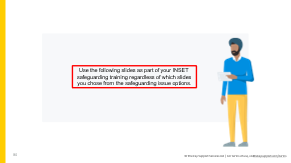 Use the following slides as part of your INSET
safeguarding training regardless of which slides
you chose from the safeguarding issue options